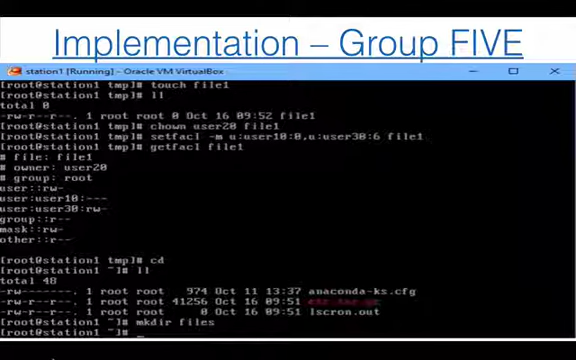 Implementation – Group FIVE
station1 [Running] - Oracle VM VirtualBox
[root@station1 tmp]# touch file1
[root@station1 tmp]# ll
total 0
-rw-r--r--. 1 root root 0 Oct 16 09:52 file1
[root@station1 tmp]# chown user20 file1
[root@station1 tmp]# setfacl -m u:user10:0,u:user30:6 file1
[root@station1 tmp]# getfacl file1
# file: file1
# owner: user20
# group: root
user::rw-
user:user10:---
user:user30:rw-
group::r--
mask::rw-
other::r--
[root@station1 tmp]# cd
[root@station1 ~]# ll
total 48
-rw-------. 1 root root 974 Oct 11 13:37 anaconda-ks.cfg
-rw-r--r--. 1 root root 41256 Oct 16 09:51
-rw-r--r--. 1 root root 0 Oct 16 09:51 lscron.out
[root@station1 ~]# mkdir files
[root@station1 ~]# _